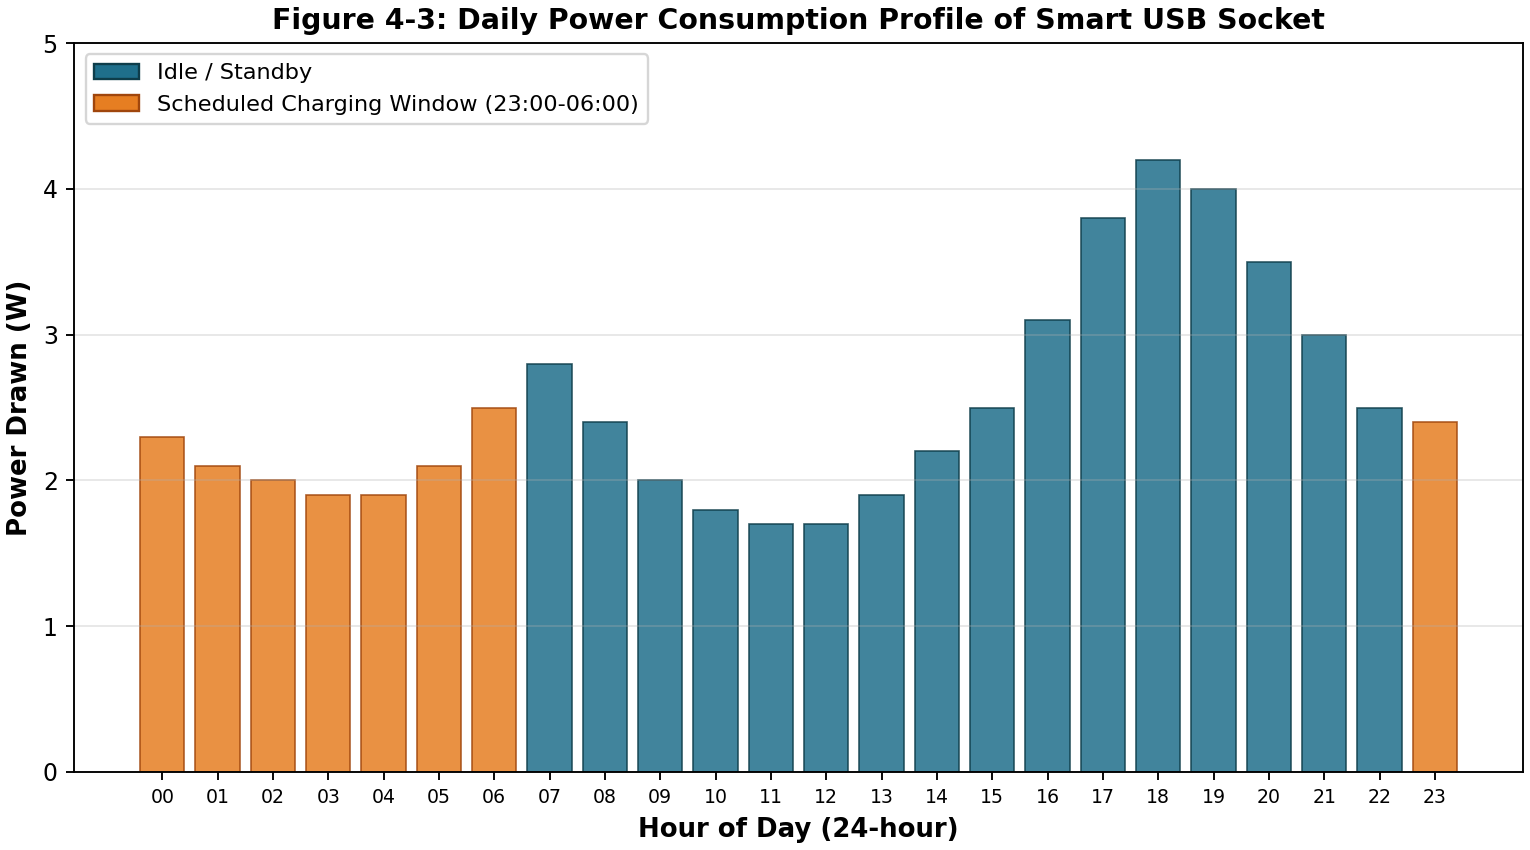 Figure 4-3: Daily Power Consumption Profile of Smart USB Socket
Idle / Standby
Scheduled Charging Window (23:00-06:00)
Power Drawn (W)
5
4
3
2
1
0
00 01 02 03 04 05 06 07 08 09 10 11 12 13 14 15 16 17 18 19 20 21 22 23
Hour of Day (24-hour)